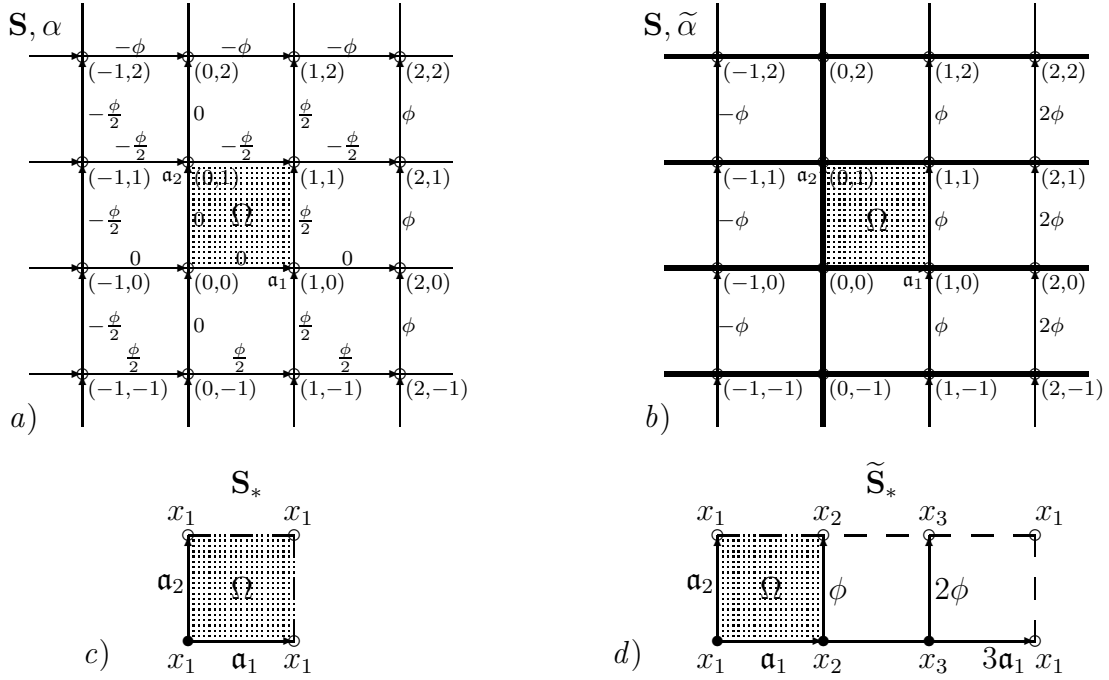 S, α
−ϕ −ϕ −ϕ
(−1,2) (0,2) (1,2) (2,2)
−ϕ/2 0 ϕ/2 ϕ
−ϕ/2 −ϕ/2 −ϕ/2
𝔞₂
(−1,1) (0,1) (1,1) (2,1)
−ϕ/2 0 Ω ϕ/2 ϕ
0 0 0
𝔞₁
(−1,0) (0,0) (1,0) (2,0)
−ϕ/2 0 ϕ/2 ϕ
ϕ/2 ϕ/2 ϕ/2
(−1,−1) (0,−1) (1,−1) (2,−1)
a)
S, α̃
(−1,2) (0,2) (1,2) (2,2)
−ϕ ϕ 2ϕ
𝔞₂
(−1,1) (0,1) (1,1) (2,1)
−ϕ Ω ϕ 2ϕ
𝔞₁
(−1,0) (0,0) (1,0) (2,0)
−ϕ ϕ 2ϕ
(−1,−1) (0,−1) (1,−1) (2,−1)
b)
S∗
x₁ x₁
𝔞₂ Ω
c)
x₁ 𝔞₁ x₁
S̃∗
x₁ x₂ x₃ x₁
𝔞₂ Ω ϕ 2ϕ
d)
x₁ 𝔞₁ x₂ x₃ 3𝔞₁ x₁